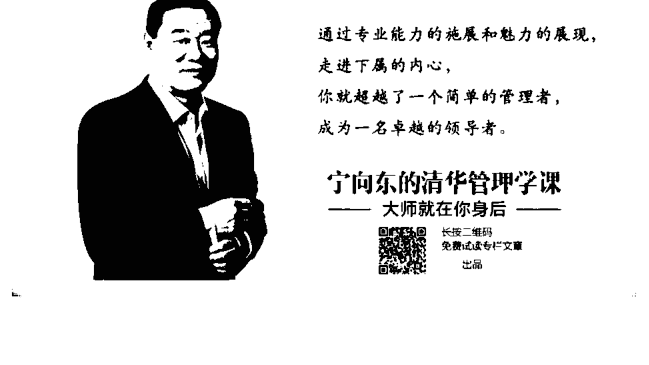 通过专业能力的施展和魅力的展现，
走进下属的内心，
你就超越了一个简单的管理者，
成为一名卓越的领导者。
宁向东的清华管理学课
大师就在你身后
长按二维码
免费试读专栏文章
出品